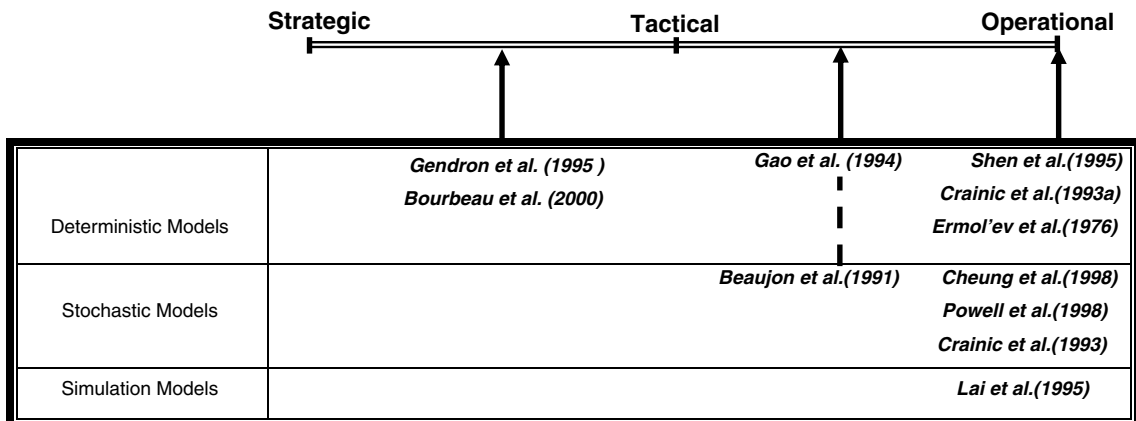 Strategic Tactical Operational
Gendron et al. (1995 ) Gao et al. (1994) Shen et al.(1995)
Bourbeau et al. (2000) Crainic et al.(1993a)
Deterministic Models Ermol'ev et al.(1976)
Beaujon et al.(1991) Cheung et al.(1998)
Stochastic Models Powell et al.(1998)
Crainic et al.(1993)
Simulation Models Lai et al.(1995)